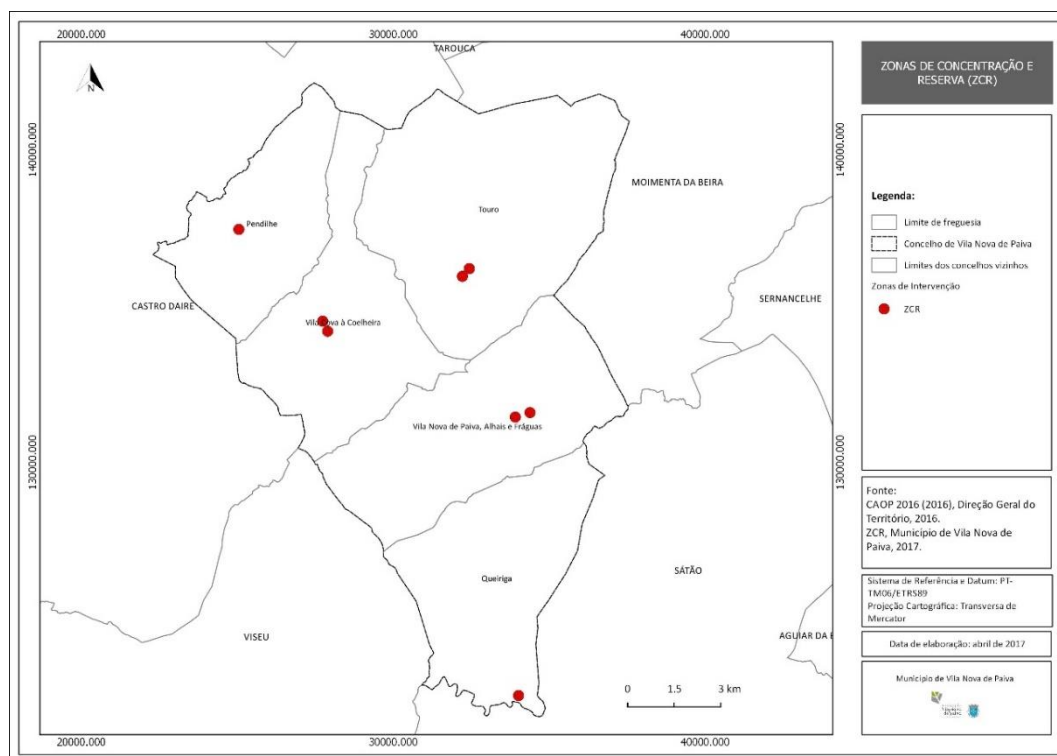 20000.000
30000.000
40000.000
TAROUCA
N
140000.000
140000.000
MOIMENTA DA BEIRA
Touro
Pendilhe
CASTRO DAIRE
SERNANCELHE
Vila Nova à Coelheira
Vila Nova de Paiva, Alhais e Fráguas
130000.000
130000.000
Queiriga
SÁTÃO
VISEU
AGUIAR DA B
0 1.5 3 km
20000.000
30000.000
40000.000
ZONAS DE CONCENTRAÇÃO E
RESERVA (ZCR)
Legenda:
Limite de freguesia
Concelho de Vila Nova de Paiva
Limites dos concelhos vizinhos
Zonas de Intervenção
ZCR
Fonte:
CAOP 2016 (2016), Direção Geral do
Território, 2016.
ZCR, Municipio de Vila Nova de
Paiva, 2017.
Sistema de Referência e Datum: PT-
TM06/ETRS89
Projeção Cartográfica: Transversa de
Mercator
Data de elaboração: abril de 2017
Municipio de Vila Nova de Paiva